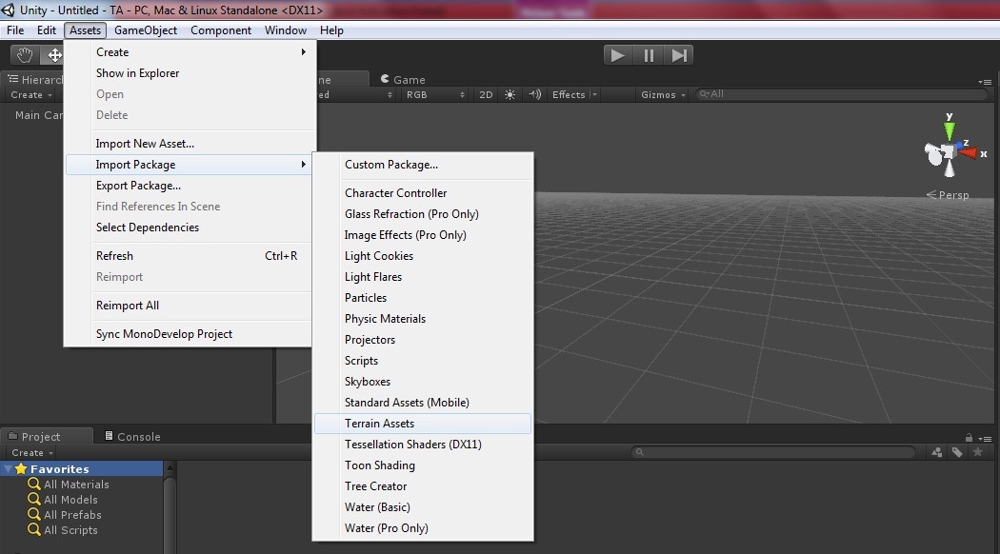 Unity - Untitled - TA - PC, Mac & Linux Standalone <DX11>
File Edit Assets GameObject Component Window Help
Create
Show in Explorer
Open
Delete
Import New Asset...
Import Package
Export Package...
Find References In Scene
Select Dependencies
Refresh Ctrl+R
Reimport
Reimport All
Sync MonoDevelop Project
Custom Package...
Character Controller
Glass Refraction (Pro Only)
Image Effects (Pro Only)
Light Cookies
Light Flares
Particles
Physic Materials
Projectors
Scripts
Skyboxes
Standard Assets (Mobile)
Terrain Assets
Tessellation Shaders (DX11)
Toon Shading
Tree Creator
Water (Basic)
Water (Pro Only)
Hierarc
Create
Main Car
ne
Game
ed RGB 2D Effects Gizmos All
y
z
x
Persp
Project Console
Create
Favorites
All Materials
All Models
All Prefabs
All Scripts